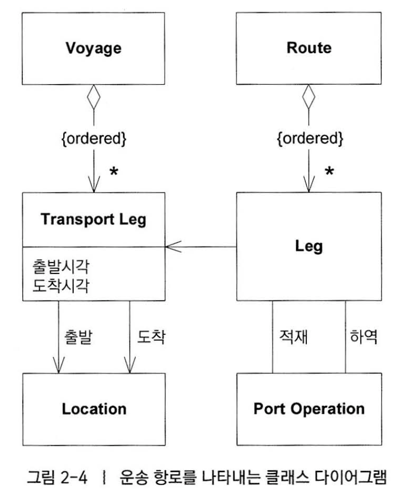 Voyage
Route
{ordered}
{ordered}
*
*
Transport Leg
출발시각
도착시각
Leg
출발
도착
적재
하역
Location
Port Operation
그림 2-4 | 운송 항로를 나타내는 클래스 다이어그램